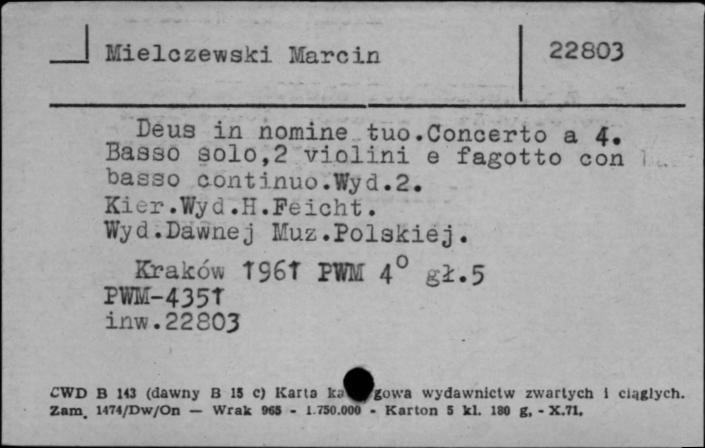 Mielczewski Marcin
22803
Deus in nomine tuo.Concerto a 4.
Basso solo,2 violini e fagotto con
basso continuo.Wyd.2.
Kier.Wyd.H.Feicht.
Wyd.Dawnej Muz.Polskiej.
Kraków 1961 PWM 4° gł.5
PWM-4351
inw.22803
CWD B 143 (dawny B 15 c) Karta gowa wydawnictw zwartych i ciągłych.
Zam. 1474/Dw/On — Wrak 965 - 1.750.000 - Karton 5 kl. 180 g. - X.71.